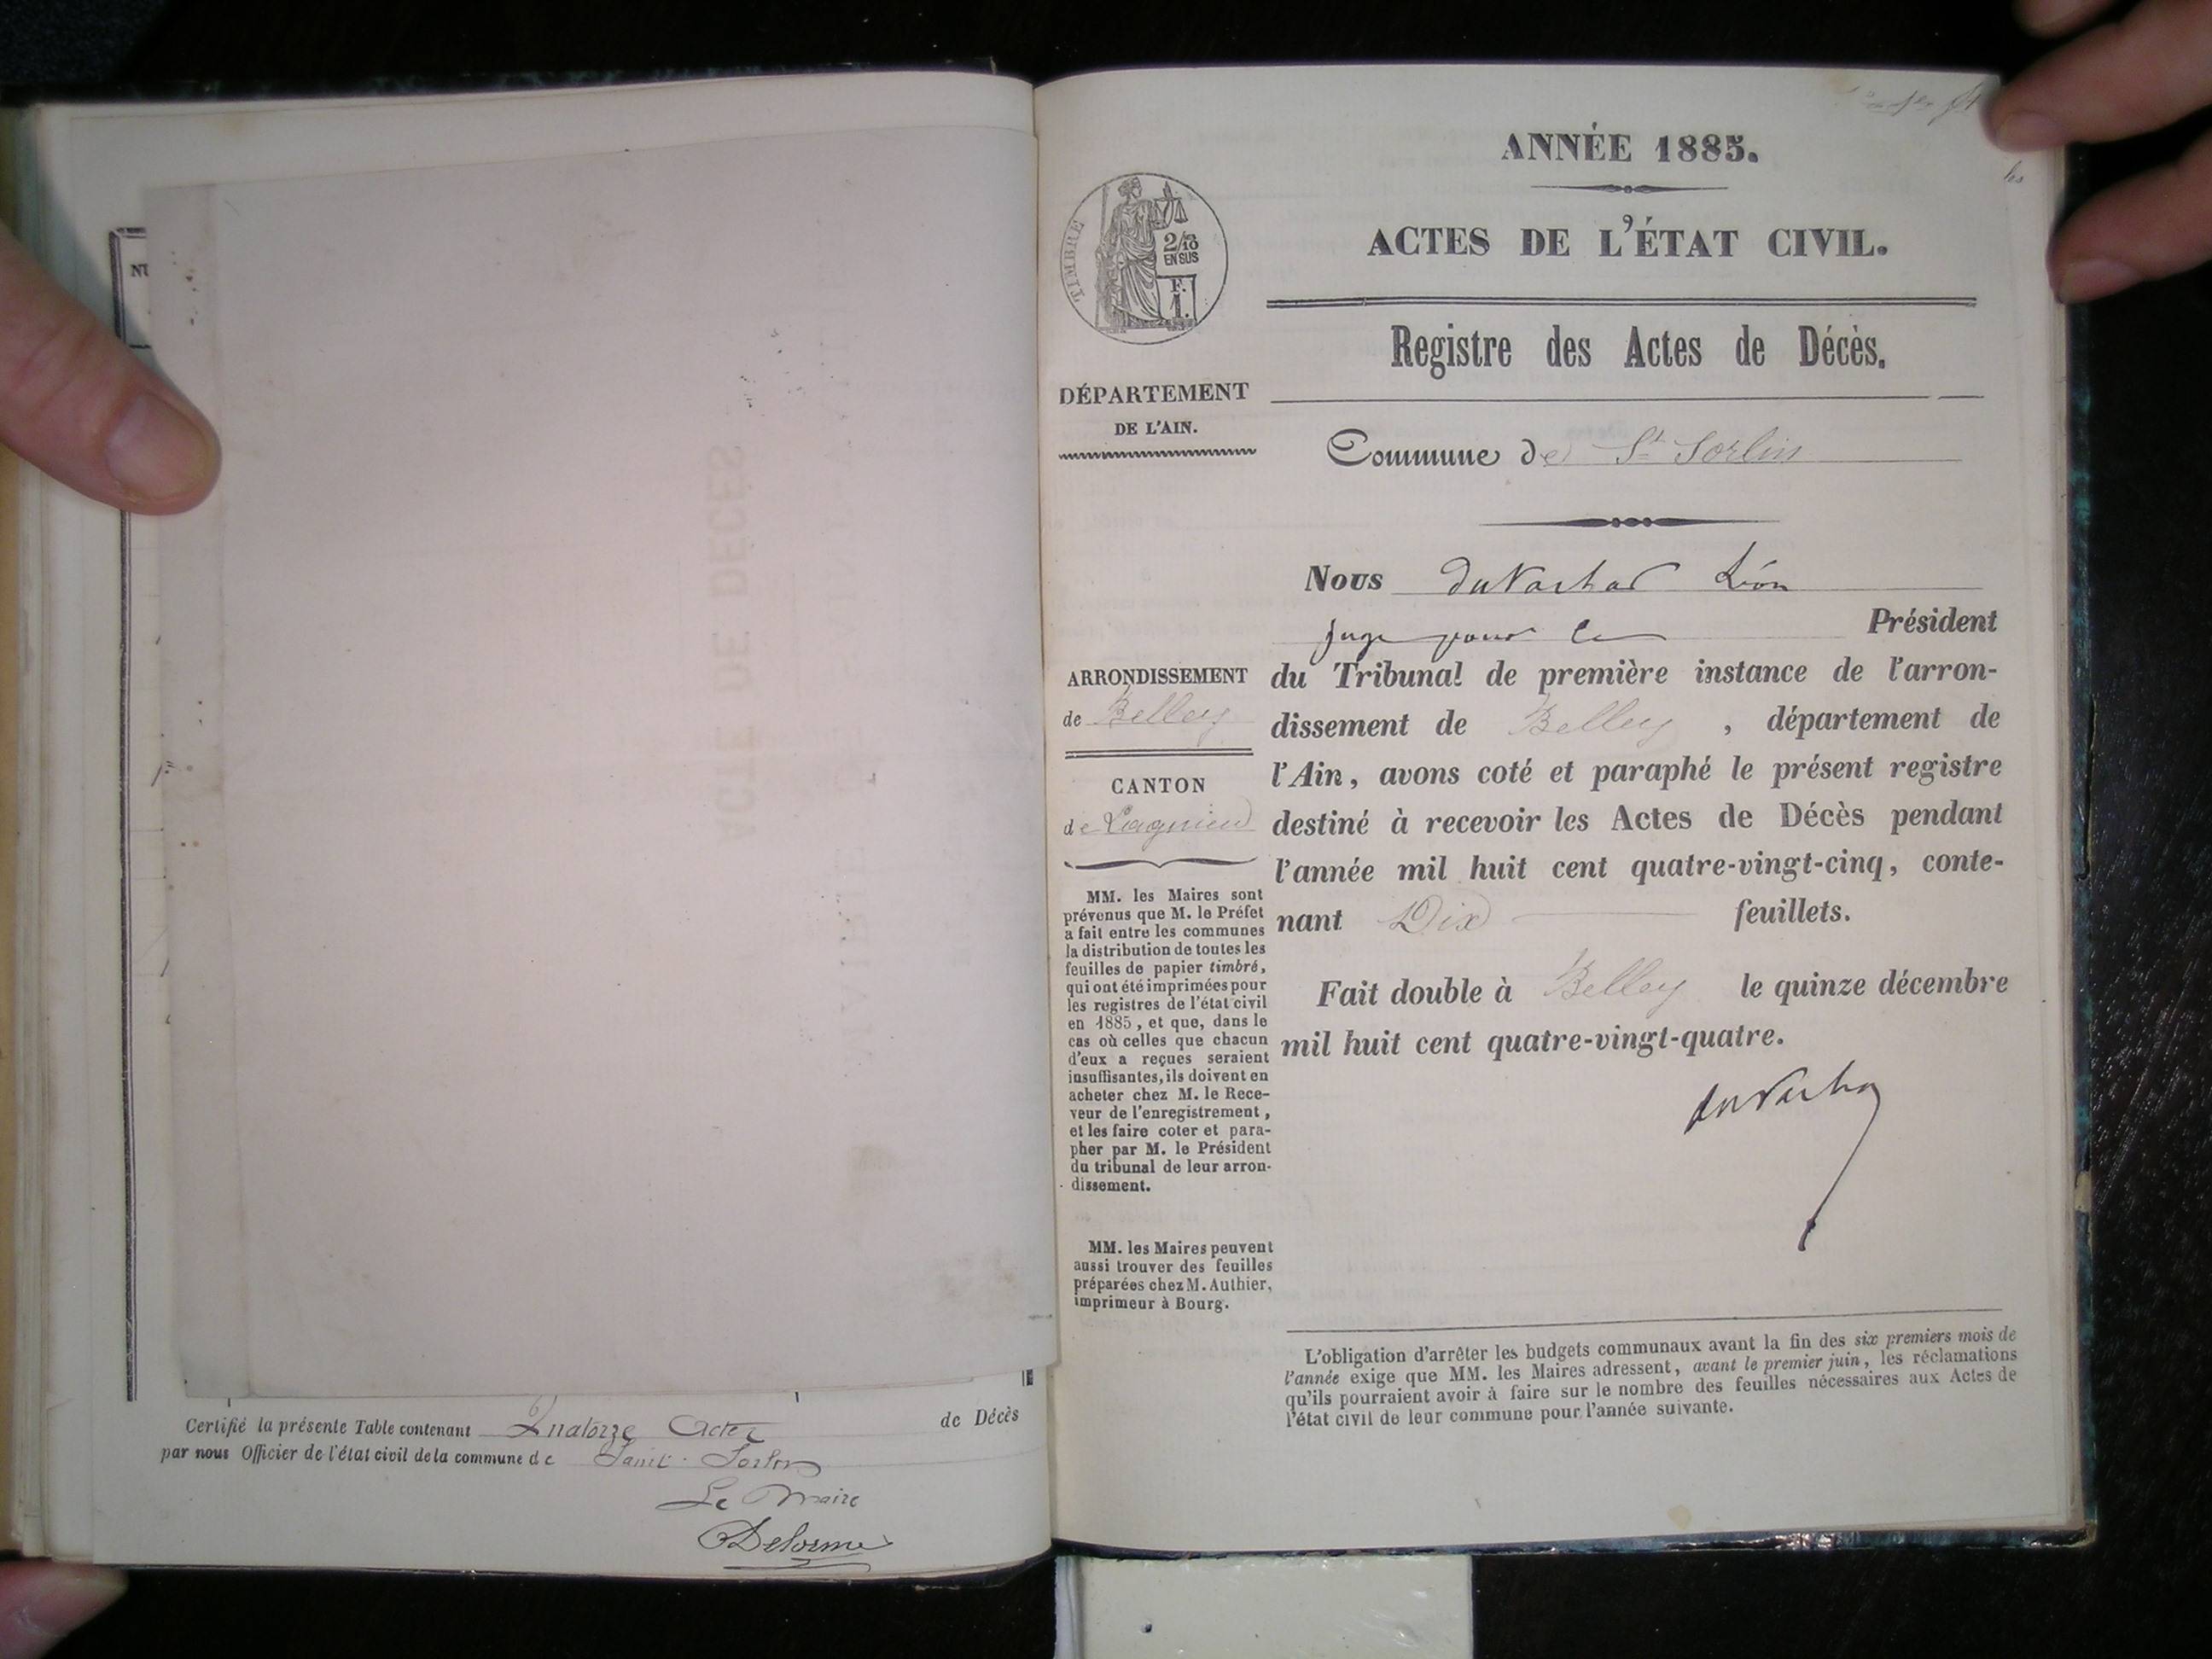 NU
ACTE DE DÉCÈS
Certifié la présente Table contenant Quatorze Actes de Décès
par nous Officier de l'état civil de la commune de Saint-Sorlin
Le Maire
Delorme
ANNÉE 1885.
ACTES DE L'ÉTAT CIVIL.
TIMBRE
2/10
EN SUS
F.
1.
Registre des Actes de Décès.
DÉPARTEMENT
DE L'AIN.
Commune de St Sorlin
Nous Léon
juge pour le Président
du Tribunal de première instance de l'arron-
dissement de Belley, département de
l'Ain, avons coté et paraphé le présent registre
destiné à recevoir les Actes de Décès pendant
l'année mil huit cent quatre-vingt-cinq, conte-
nant Dix feuillets.
Fait double à Belley le quinze décembre
mil huit cent quatre-vingt-quatre.
ARRONDISSEMENT
de Belley
CANTON
de Lagnieu
MM. les Maires sont
prévenus que M. le Préfet
a fait entre les communes
la distribution de toutes les
feuilles de papier timbré,
qui ont été imprimées pour
les registres de l'état civil
en 1885, et que, dans le
cas où celles que chacun
d'eux a reçues seraient
insuffisantes, ils doivent en
acheter chez M. le Rece-
veur de l'enregistrement,
et les faire coter et para-
pher par M. le Président
du tribunal de leur arron-
dissement.
MM. les Maires peuvent
aussi trouver des feuilles
préparées chez M. Authier,
imprimeur à Bourg.
L'obligation d'arrêter les budgets communaux avant la fin des six premiers mois de
l'année exige que MM. les Maires adressent, avant le premier juin, les réclamations
qu'ils pourraient avoir à faire sur le nombre des feuilles nécessaires aux Actes de
l'état civil de leur commune pour l'année suivante.